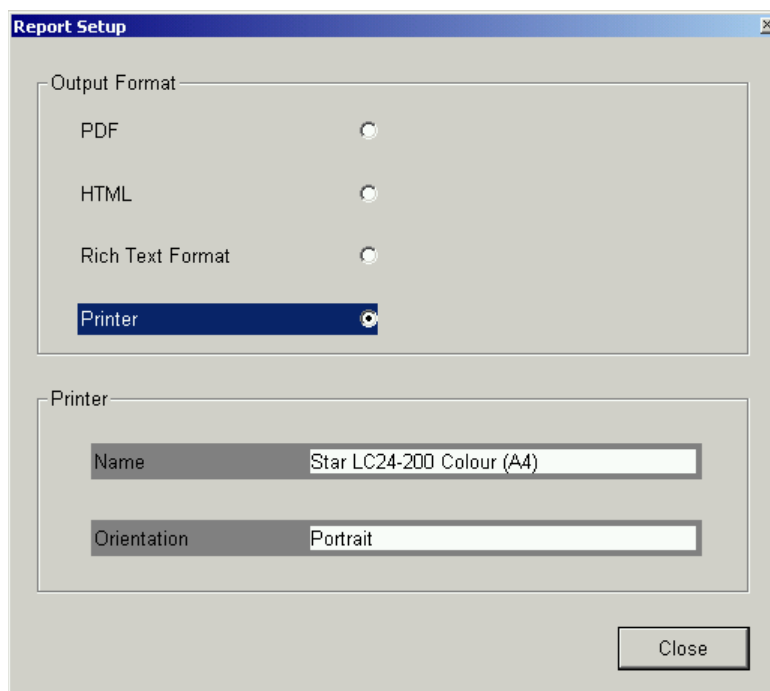 Report Setup
Output Format
PDF
HTML
Rich Text Format
Printer
Printer
Name Star LC24-200 Colour (A4)
Orientation Portrait
Close